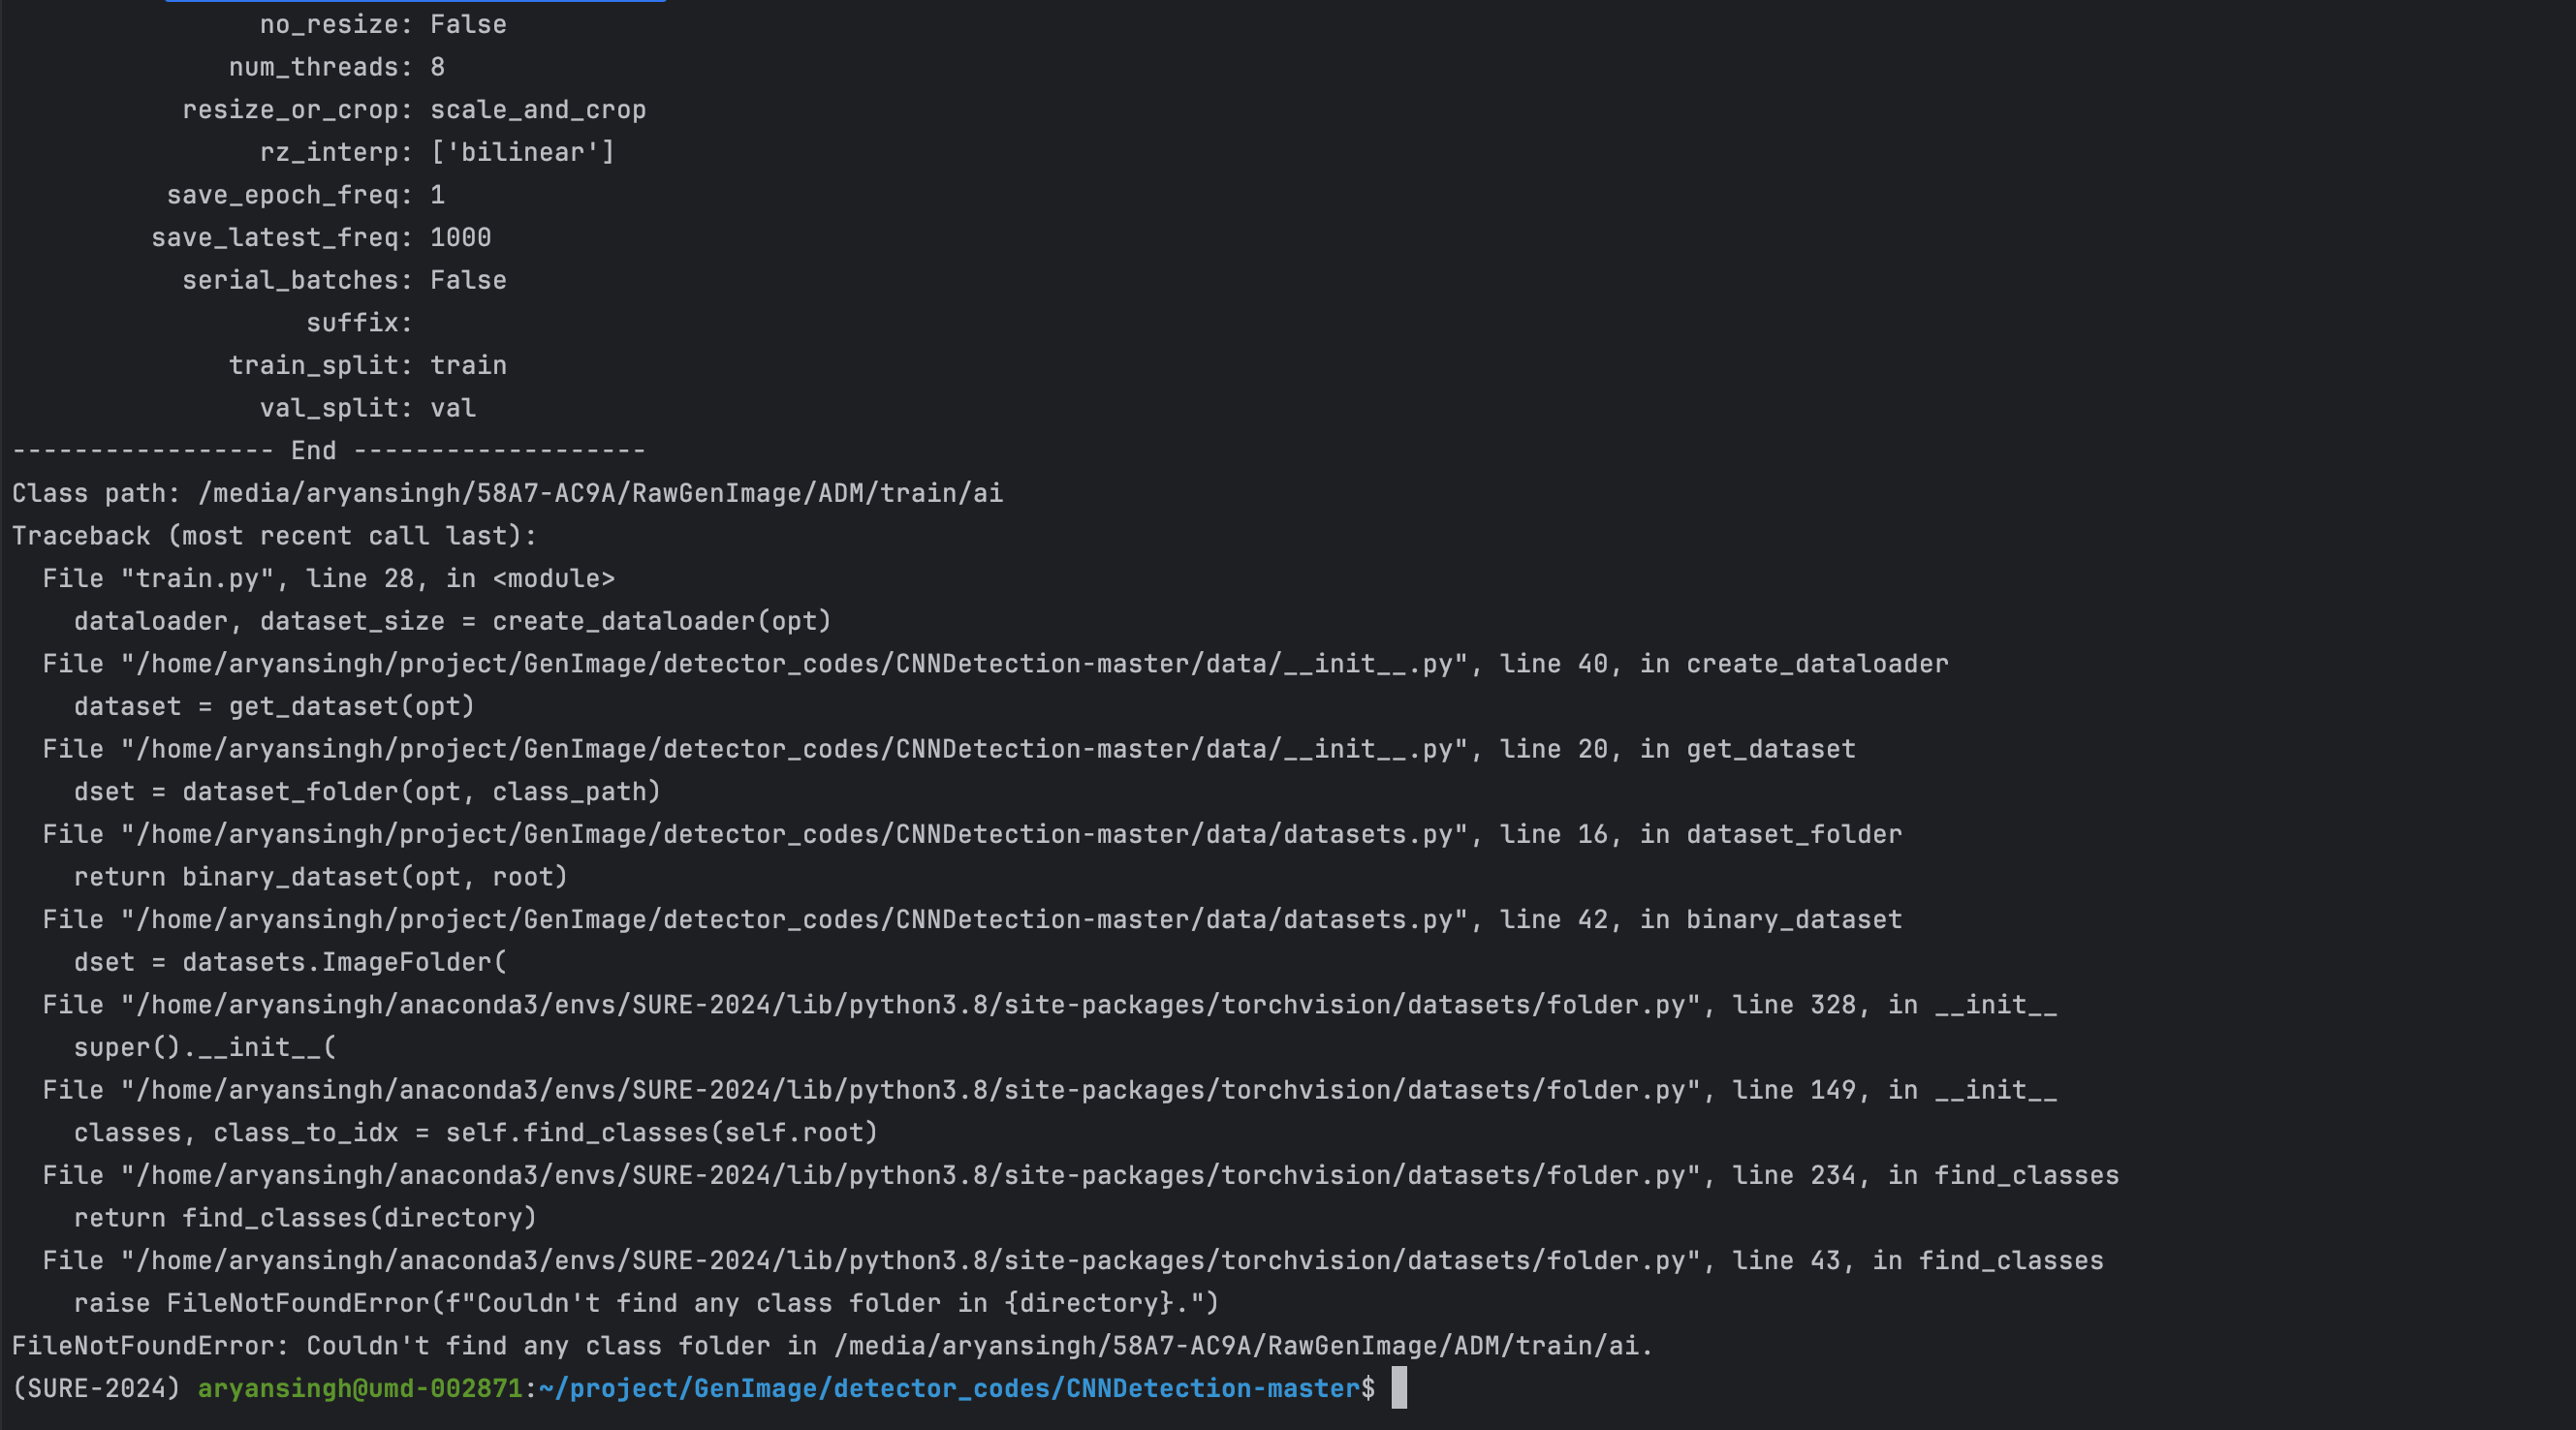 no_resize: False
num_threads: 8
resize_or_crop: scale_and_crop
rz_interp: ['bilinear']
save_epoch_freq: 1
save_latest_freq: 1000
serial_batches: False
suffix:
train_split: train
val_split: val
----------------- End -------------------
Class path: /media/aryansingh/58A7-AC9A/RawGenImage/ADM/train/ai
Traceback (most recent call last):
  File "train.py", line 28, in <module>
    dataloader, dataset_size = create_dataloader(opt)
  File "/home/aryansingh/project/GenImage/detector_codes/CNNDetection-master/data/__init__.py", line 40, in create_dataloader
    dataset = get_dataset(opt)
  File "/home/aryansingh/project/GenImage/detector_codes/CNNDetection-master/data/__init__.py", line 20, in get_dataset
    dset = dataset_folder(opt, class_path)
  File "/home/aryansingh/project/GenImage/detector_codes/CNNDetection-master/data/datasets.py", line 16, in dataset_folder
    return binary_dataset(opt, root)
  File "/home/aryansingh/project/GenImage/detector_codes/CNNDetection-master/data/datasets.py", line 42, in binary_dataset
    dset = datasets.ImageFolder(
  File "/home/aryansingh/anaconda3/envs/SURE-2024/lib/python3.8/site-packages/torchvision/datasets/folder.py", line 328, in __init__
    super().__init__(
  File "/home/aryansingh/anaconda3/envs/SURE-2024/lib/python3.8/site-packages/torchvision/datasets/folder.py", line 149, in __init__
    classes, class_to_idx = self.find_classes(self.root)
  File "/home/aryansingh/anaconda3/envs/SURE-2024/lib/python3.8/site-packages/torchvision/datasets/folder.py", line 234, in find_classes
    return find_classes(directory)
  File "/home/aryansingh/anaconda3/envs/SURE-2024/lib/python3.8/site-packages/torchvision/datasets/folder.py", line 43, in find_classes
    raise FileNotFoundError(f"Couldn't find any class folder in {directory}.")
FileNotFoundError: Couldn't find any class folder in /media/aryansingh/58A7-AC9A/RawGenImage/ADM/train/ai.
(SURE-2024) aryansingh@umd-002871:~/project/GenImage/detector_codes/CNNDetection-master$